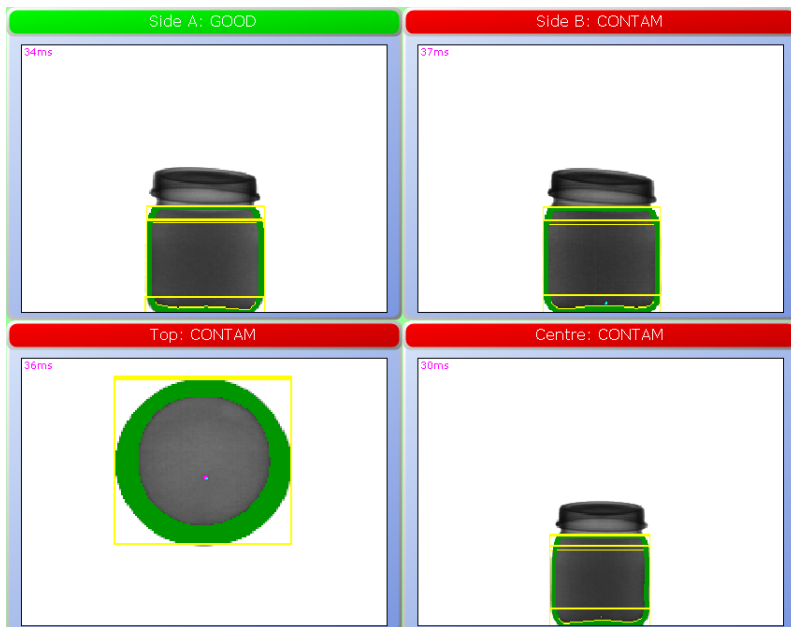 Side A: GOOD
Side B: CONTAM
34ms
37ms
Top: CONTAM
Centre: CONTAM
36ms
30ms